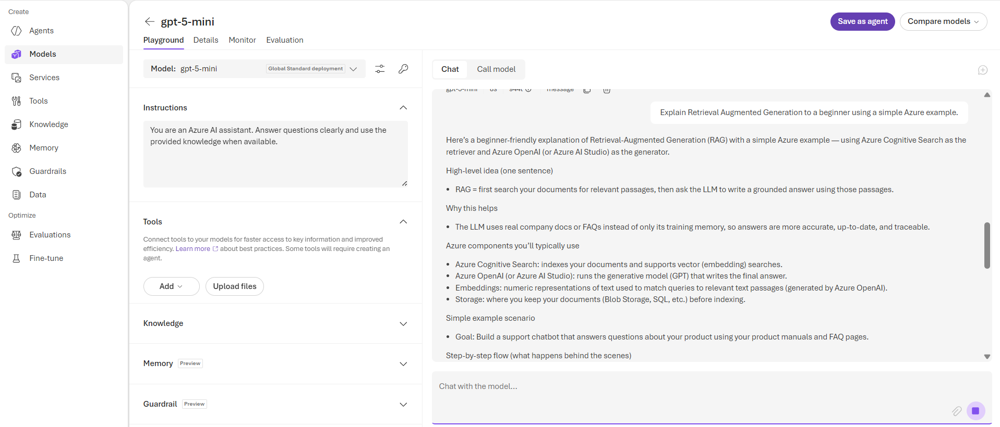 Create
Agents
Models
Services
Tools
Knowledge
Memory
Guardrails
Data
Optimize
Evaluations
Fine-tune
gpt-5-mini
Save as agent
Compare models
Playground
Details
Monitor
Evaluation
Model: gpt-5-mini
Global Standard deployment
Instructions
You are an Azure AI assistant. Answer questions clearly and use the
provided knowledge when available.
Tools
Connect tools to your models for faster access to key information and improved
efficiency. Learn more about best practices. Some tools will require creating an
agent.
Add
Upload files
Knowledge
Memory Preview
Guardrail Preview
Chat
Call model
gpt-5-mini 8s 944t message
Explain Retrieval Augmented Generation to a beginner using a simple Azure example.
Here’s a beginner-friendly explanation of Retrieval-Augmented Generation (RAG) with a simple Azure example — using Azure Cognitive Search as the
retriever and Azure OpenAI (or Azure AI Studio) as the generator.
High-level idea (one sentence)
• RAG = first search your documents for relevant passages, then ask the LLM to write a grounded answer using those passages.
Why this helps
• The LLM uses real company docs or FAQs instead of only its training memory, so answers are more accurate, up-to-date, and traceable.
Azure components you’ll typically use
• Azure Cognitive Search: indexes your documents and supports vector (embedding) searches.
• Azure OpenAI (or Azure AI Studio): runs the generative model (GPT) that writes the final answer.
• Embeddings: numeric representations of text used to match queries to relevant text passages (generated by Azure OpenAI).
• Storage: where you keep your documents (Blob Storage, SQL, etc.) before indexing.
Simple example scenario
• Goal: Build a support chatbot that answers questions about your product using your product manuals and FAQ pages.
Step-by-step flow (what happens behind the scenes)
Chat with the model...